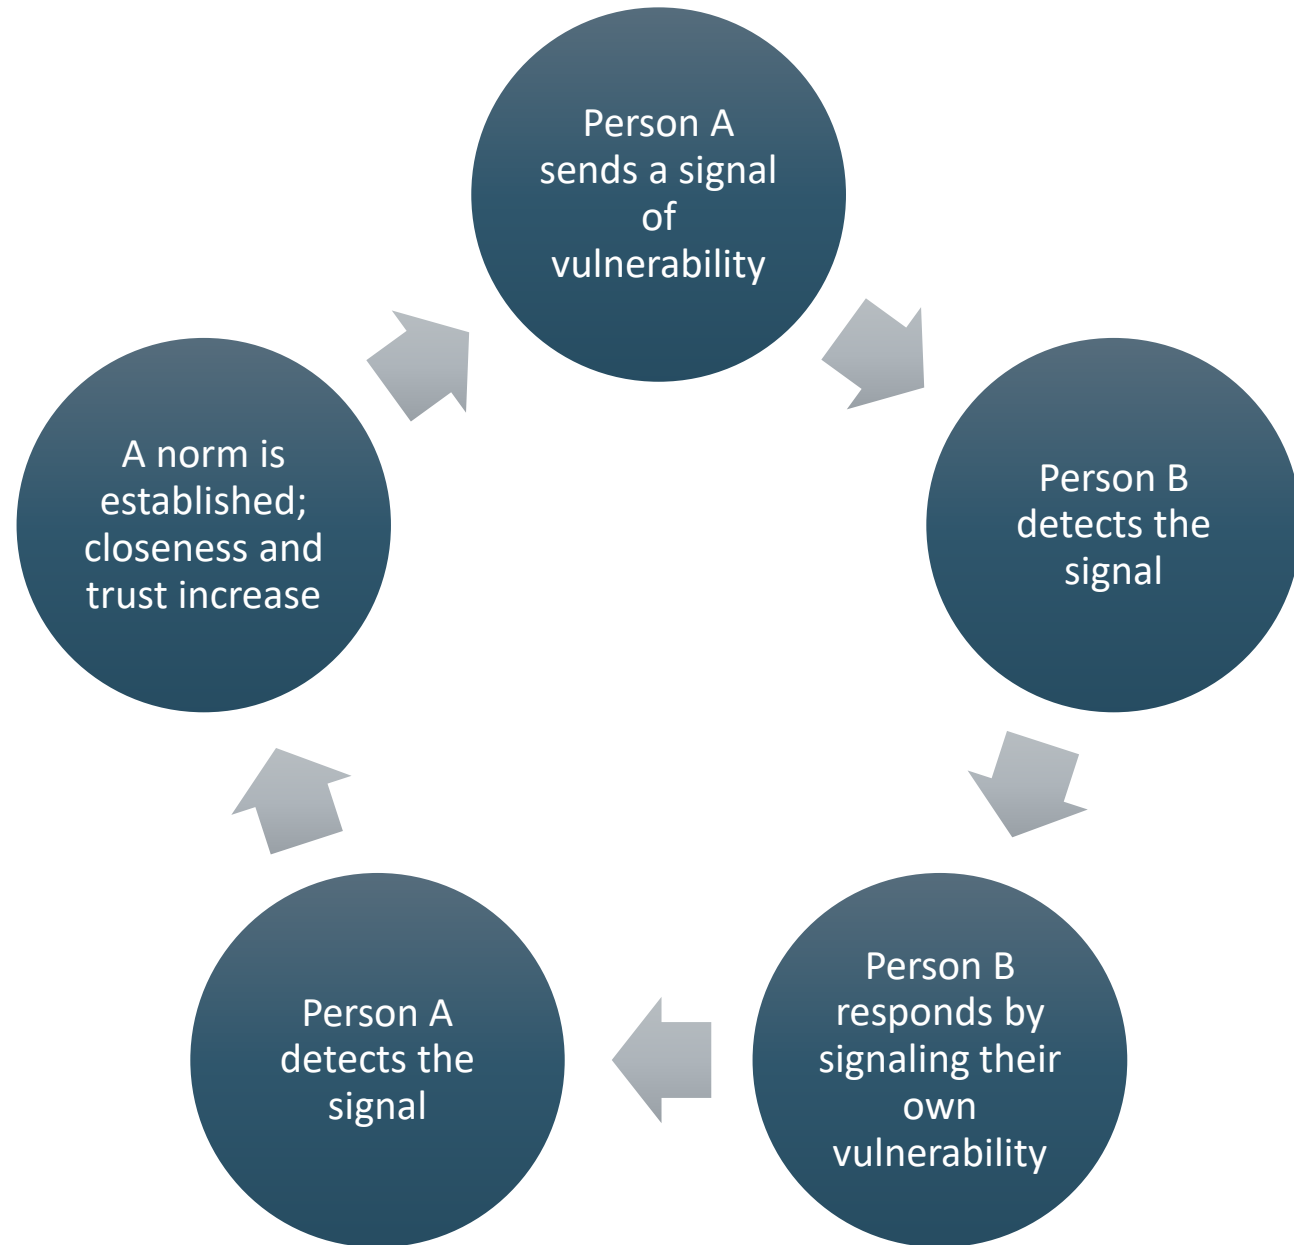 Person A
sends a signal
of
vulnerability
Person B
detects the
signal
Person B
responds by
signaling their
own
vulnerability
Person A
detects the
signal
A norm is
established;
closeness and
trust increase